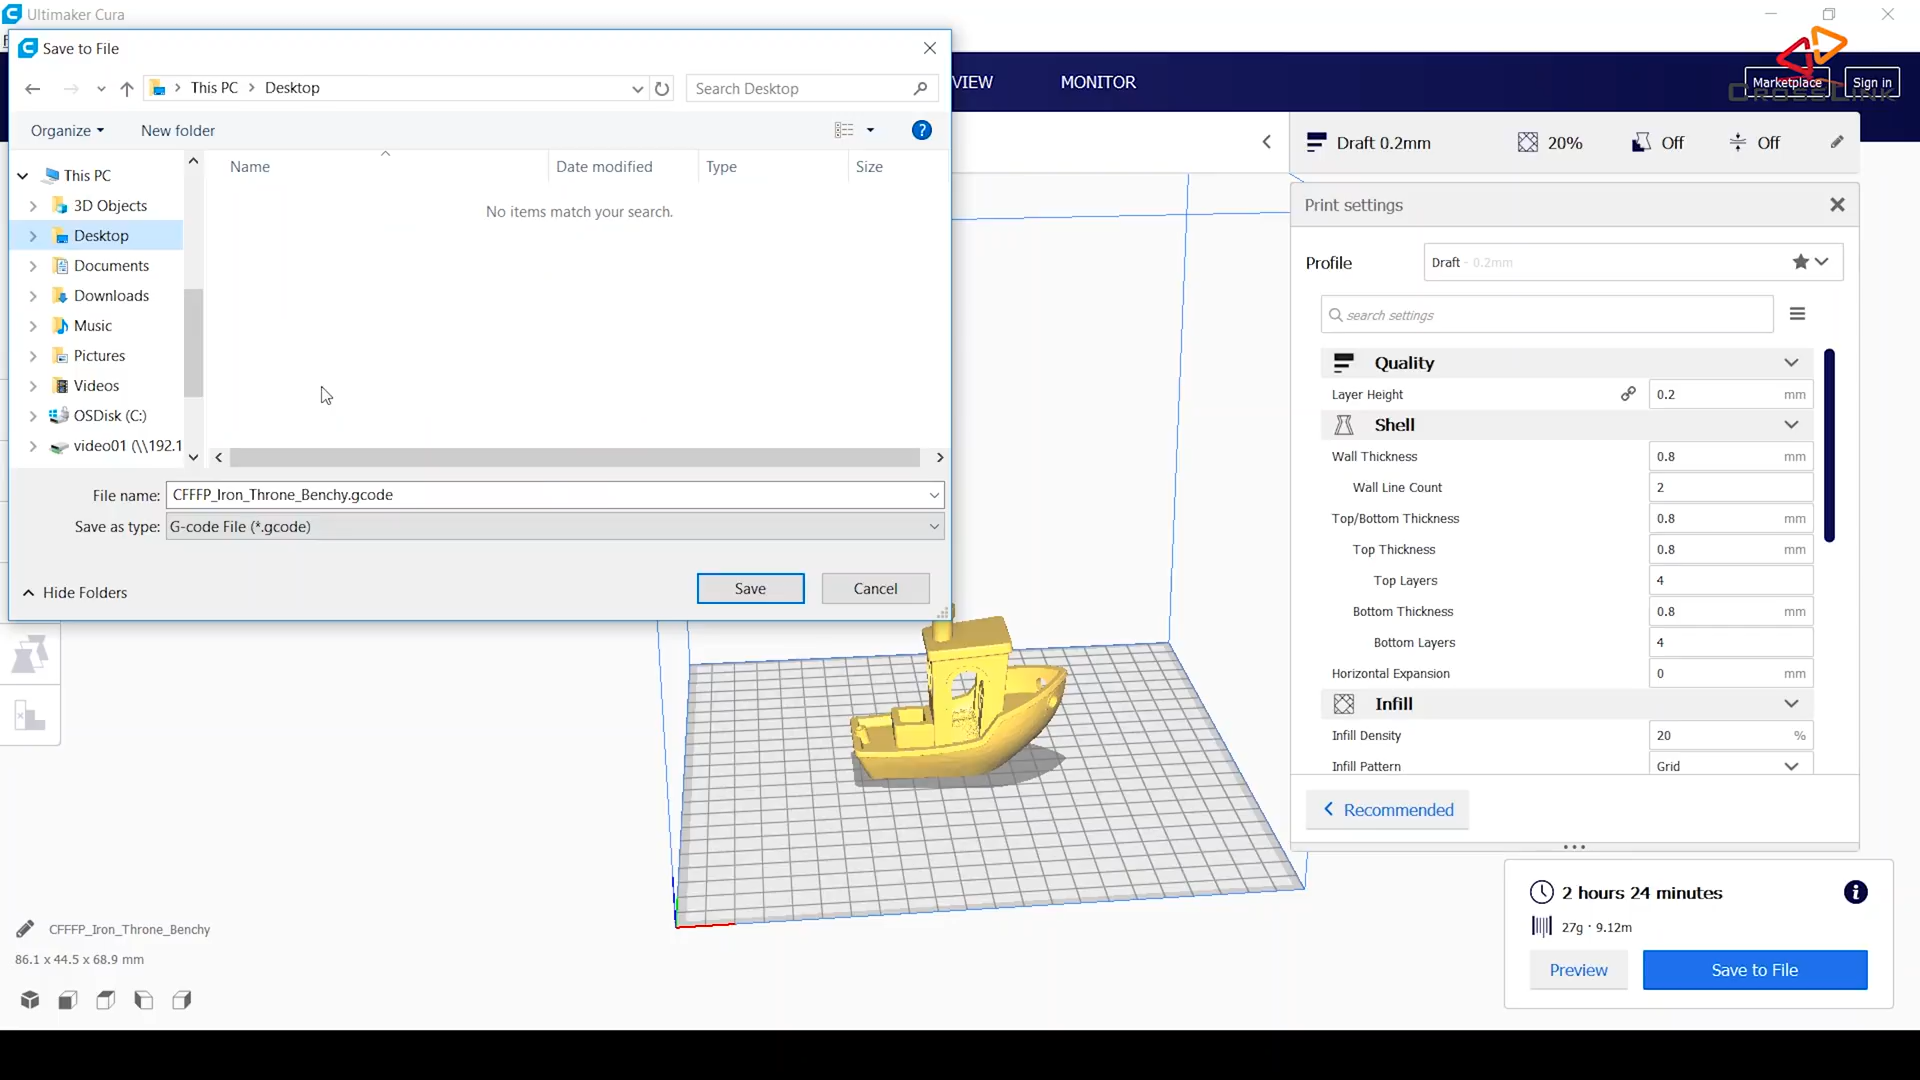 Ultimaker Cura
Save to File
This PC > Desktop
Search Desktop
Organize
New folder
?
Name
Date modified
Type
Size
No items match your search.
This PC
3D Objects
Desktop
Documents
Downloads
Music
Pictures
Videos
OSDisk (C:)
video01 (\\192.1
File name: CFFFP_Iron_Throne_Benchy.gcode
Save as type: G-code File (*.gcode)
Hide Folders
Save
Cancel
MONITOR
Marketplace
Sign in
CROSSLINK
Draft 0.2mm
20%
Off
Off
Print settings
Profile
Draft - 0.2mm
search settings
Quality
Layer Height 0.2 mm
Shell
Wall Thickness 0.8 mm
Wall Line Count 2
Top/Bottom Thickness 0.8 mm
Top Thickness 0.8 mm
Top Layers 4
Bottom Thickness 0.8 mm
Bottom Layers 4
Horizontal Expansion 0 mm
Infill
Infill Density 20 %
Infill Pattern Grid
Recommended
2 hours 24 minutes
27g · 9.12m
Preview
Save to File
CFFFP_Iron_Throne_Benchy
86.1 x 44.5 x 68.9 mm